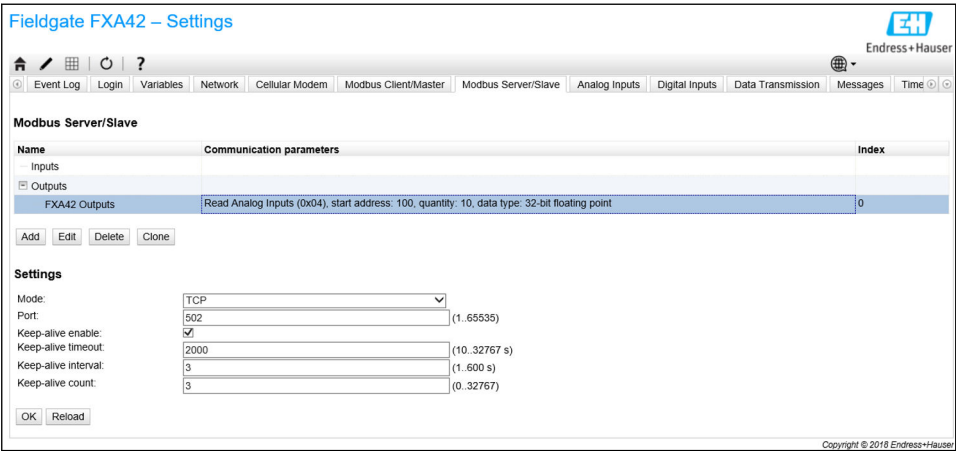 Fieldgate FXA42 – Settings
EH
Endress+Hauser
?
Event Log Login Variables Network Cellular Modem Modbus Client/Master Modbus Server/Slave Analog Inputs Digital Inputs Data Transmission Messages Time
Modbus Server/Slave
Name Communication parameters Index
Inputs
Outputs
FXA42 Outputs Read Analog Inputs (0x04), start address: 100, quantity: 10, data type: 32-bit floating point 0
Add Edit Delete Clone
Settings
Mode: TCP
Port: 502 (1..65535)
Keep-alive enable:
Keep-alive timeout: 2000 (10..32767 s)
Keep-alive interval: 3 (1..600 s)
Keep-alive count: 3 (0..32767)
OK Reload
Copyright © 2018 Endress+Hauser